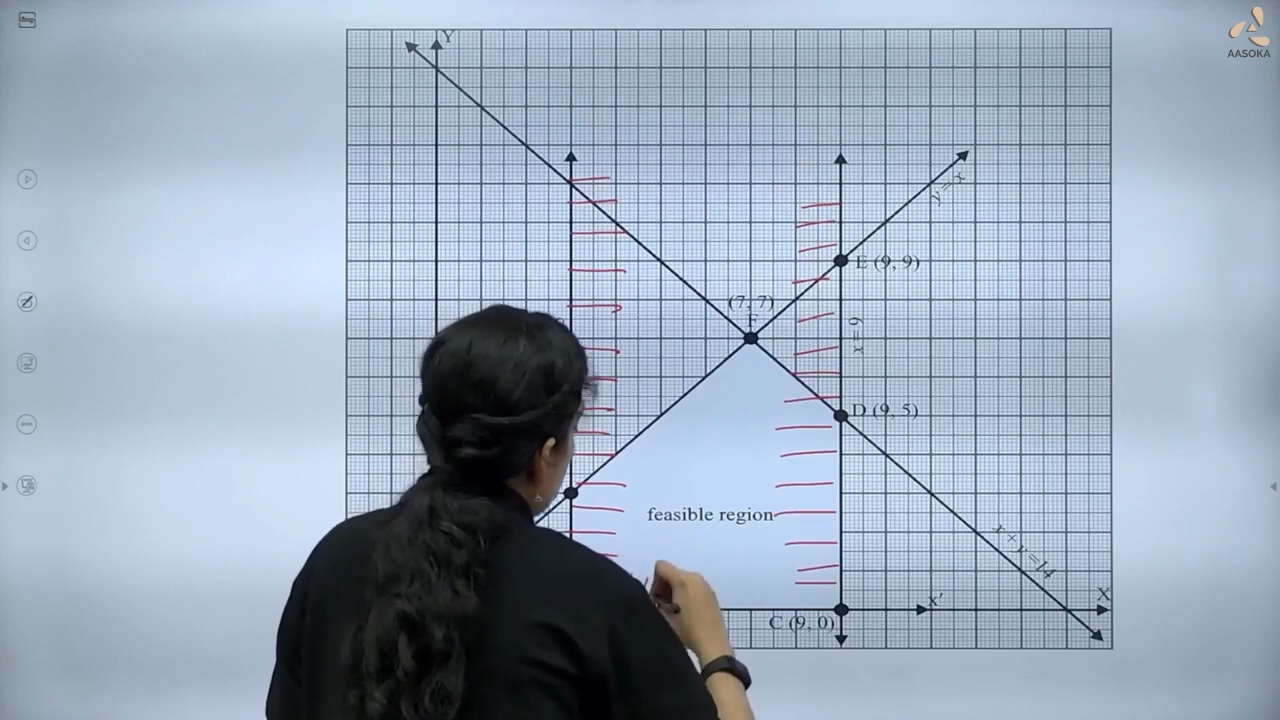 AASOKA
Y
y = x
E (9, 9)
(7, 7)
F
x = 9
D (9, 5)
feasible region
x + y =14
X
X'
C (9, 0)